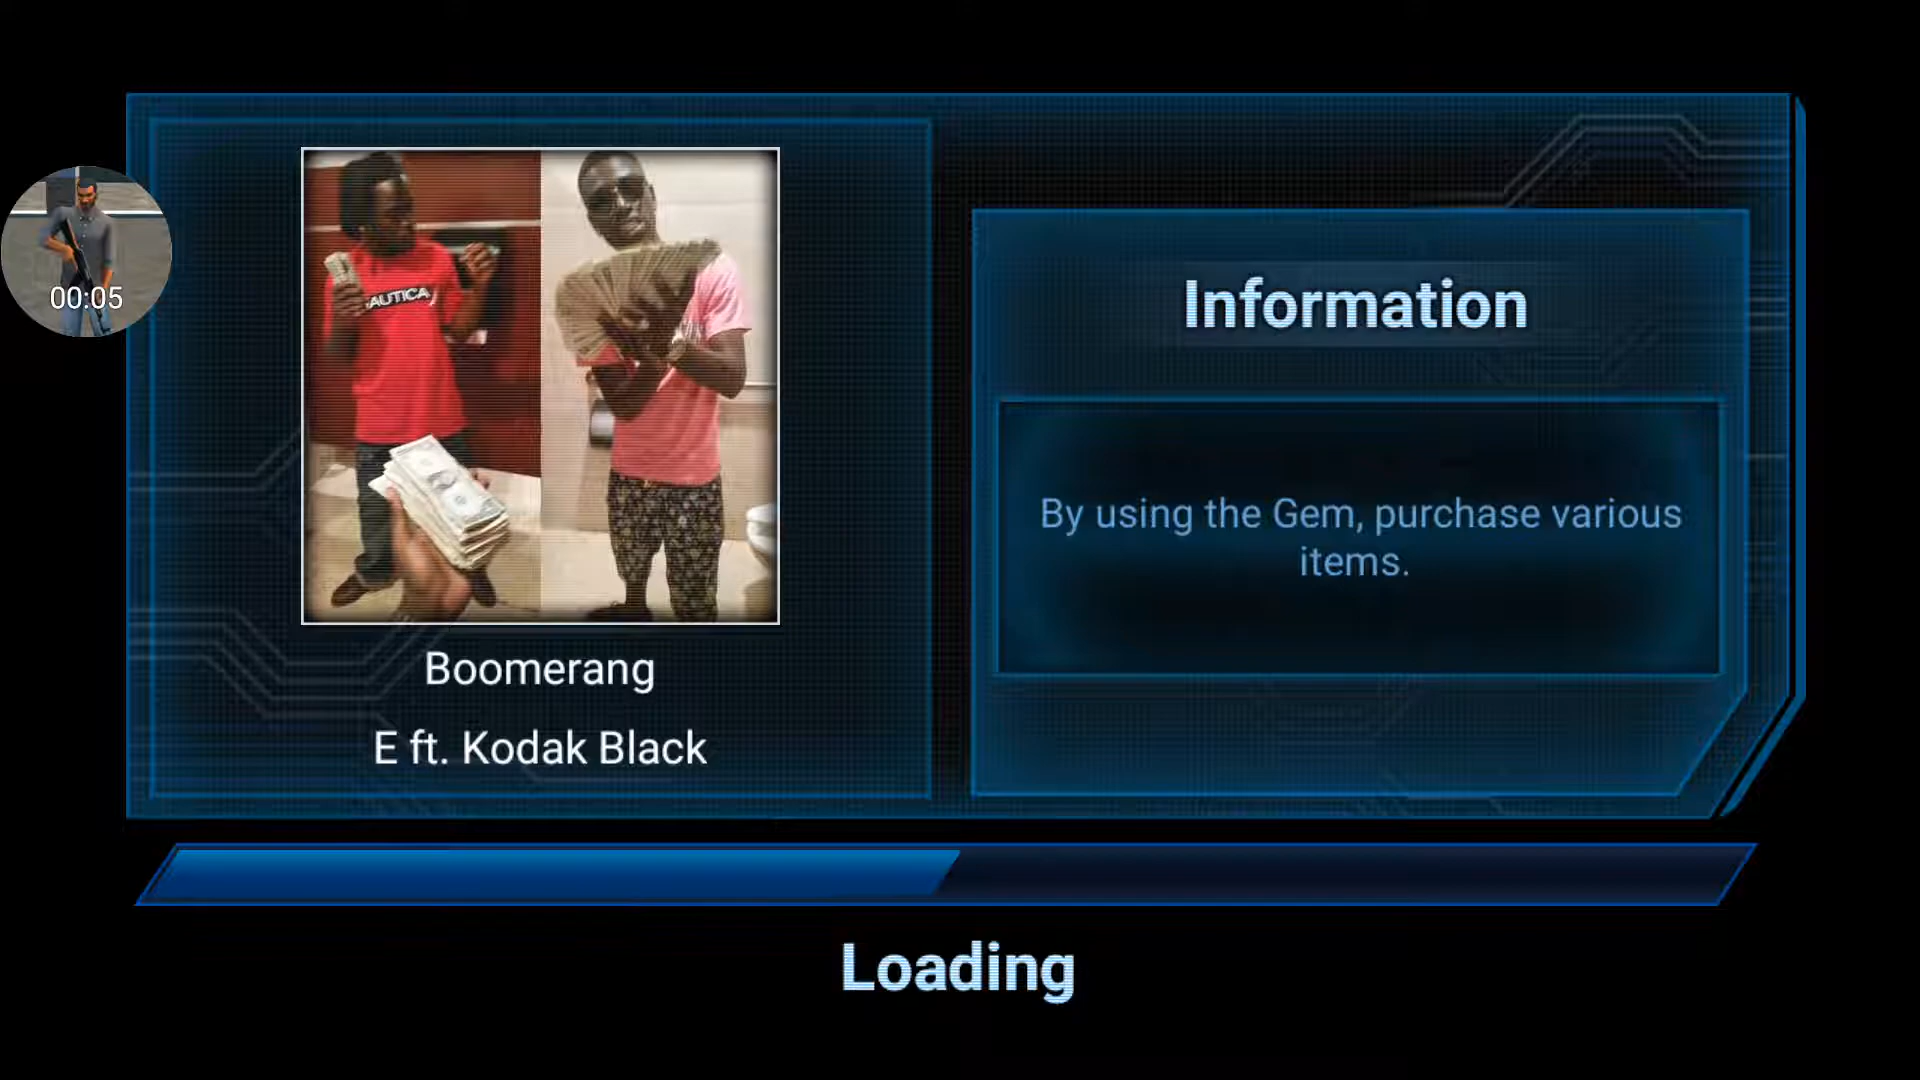 00:05
AUTICA
Boomerang
E ft. Kodak Black
Information
By using the Gem, purchase various
items.
Loading